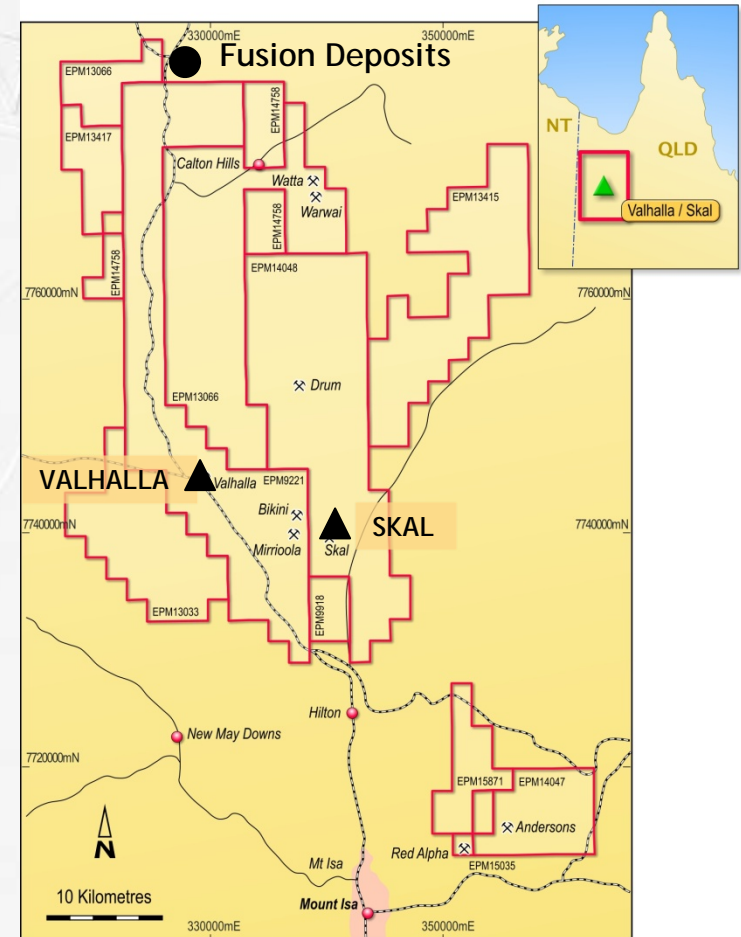 330000mE
350000mE
Fusion Deposits
EPM13066
EPM14758
EPM13417
Calton Hills
Watta
Warwai
EPM13415
EPM14758
EPM14758
EPM14048
7760000mN
7760000mN
Drum
EPM13066
VALHALLA
Valhalla
EPM9221
Bikini
SKAL
7740000mN
7740000mN
Mirrioola
Skal
EPM9918
EPM13033
Hilton
New May Downs
7720000mN
EPM15871
EPM14047
Andersons
Red Alpha
EPM15035
N
Mt Isa
10 Kilometres
Mount Isa
330000mE
350000mE
NT
QLD
Valhalla / Skal